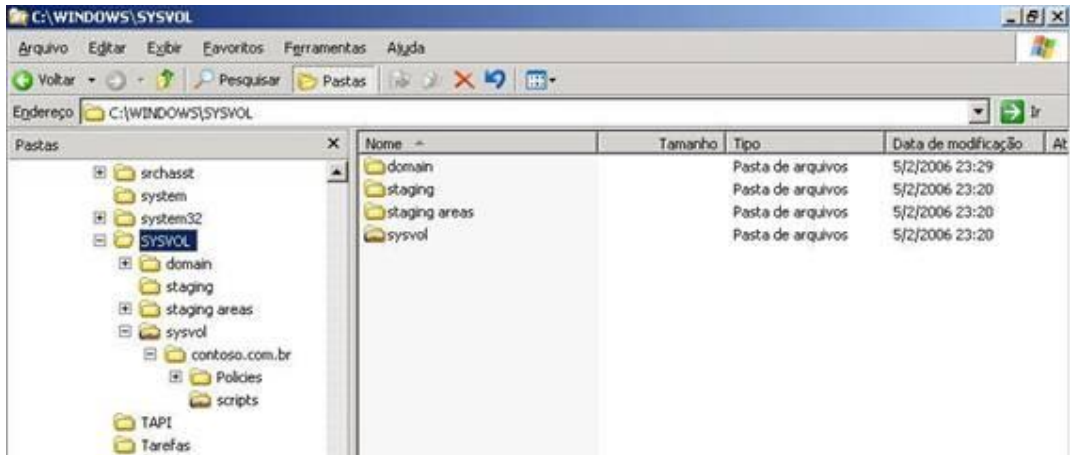 C:\WINDOWS\SYSVOL
Arquivo Editar Exibir Favoritos Ferramentas Ajuda
Voltar Pesquisar Pastas
Endereço C:\WINDOWS\SYSVOL Ir
Pastas
srchasst
system
system32
SYSVOL
domain
staging
staging areas
sysvol
contoso.com.br
Policies
scripts
TAPI
Tarefas
Nome Tamanho Tipo Data de modificação At
domain Pasta de arquivos 5/2/2006 23:29
staging Pasta de arquivos 5/2/2006 23:20
staging areas Pasta de arquivos 5/2/2006 23:20
sysvol Pasta de arquivos 5/2/2006 23:20